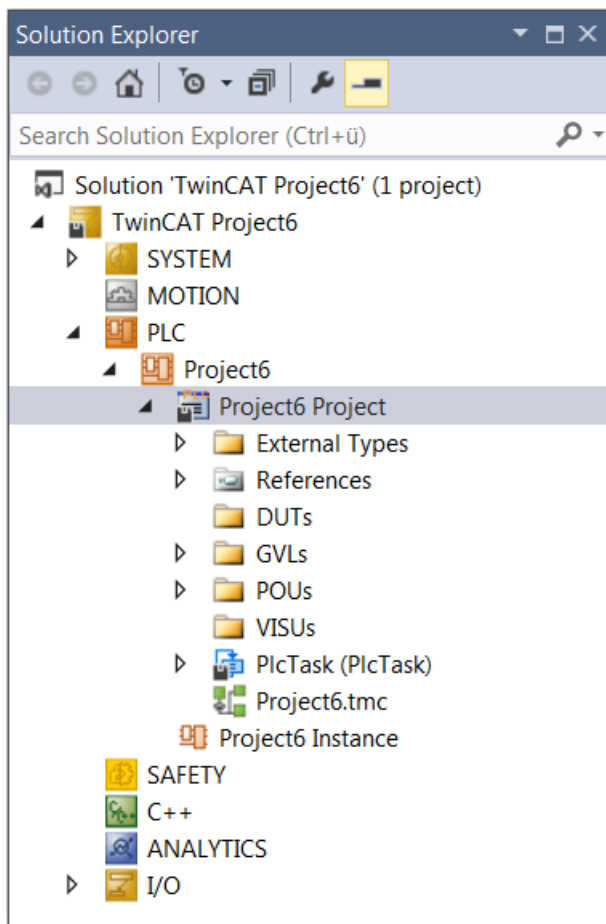 Solution Explorer
Search Solution Explorer (Ctrl+ü)
Solution 'TwinCAT Project6' (1 project)
TwinCAT Project6
SYSTEM
MOTION
PLC
Project6
Project6 Project
External Types
References
DUTs
GVLs
POUs
VISUs
PlcTask (PlcTask)
Project6.tmc
Project6 Instance
SAFETY
C++
ANALYTICS
I/O